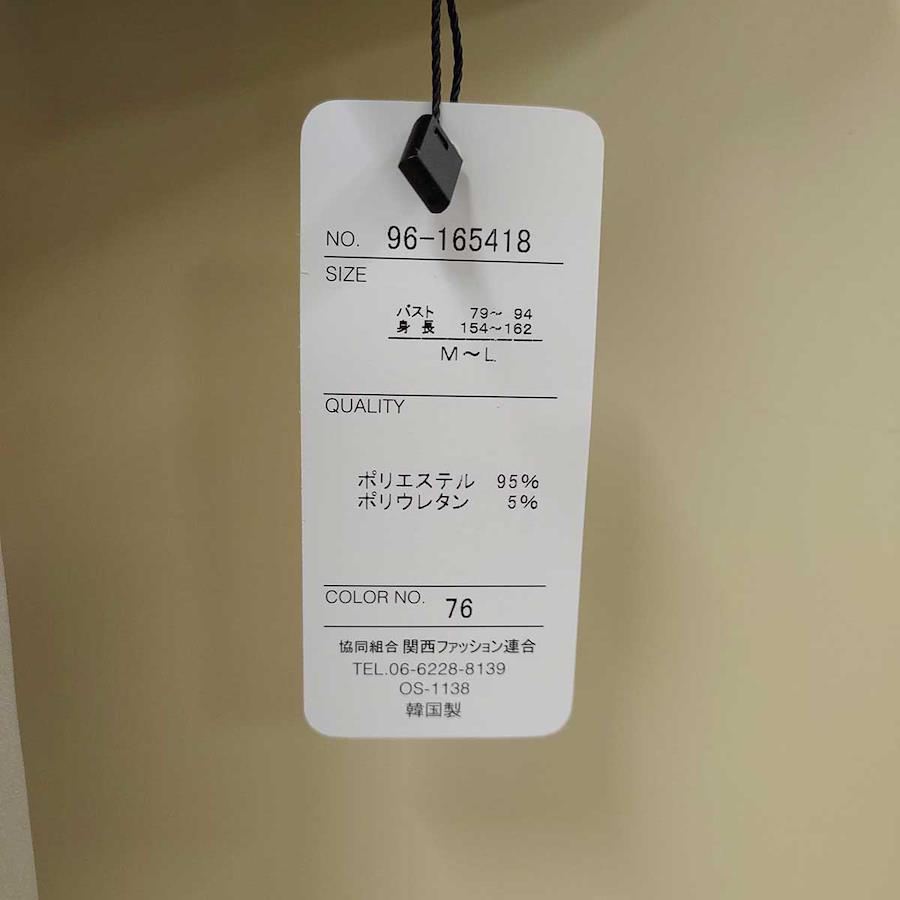 NO. 96-165418
SIZE
バスト 79～ 94
身長 154～162
M～L
QUALITY
ポリエステル 95%
ポリウレタン 5%
COLOR NO. 76
協同組合 関西ファッション連合
TEL.06-6228-8139
OS-1138
韓国製